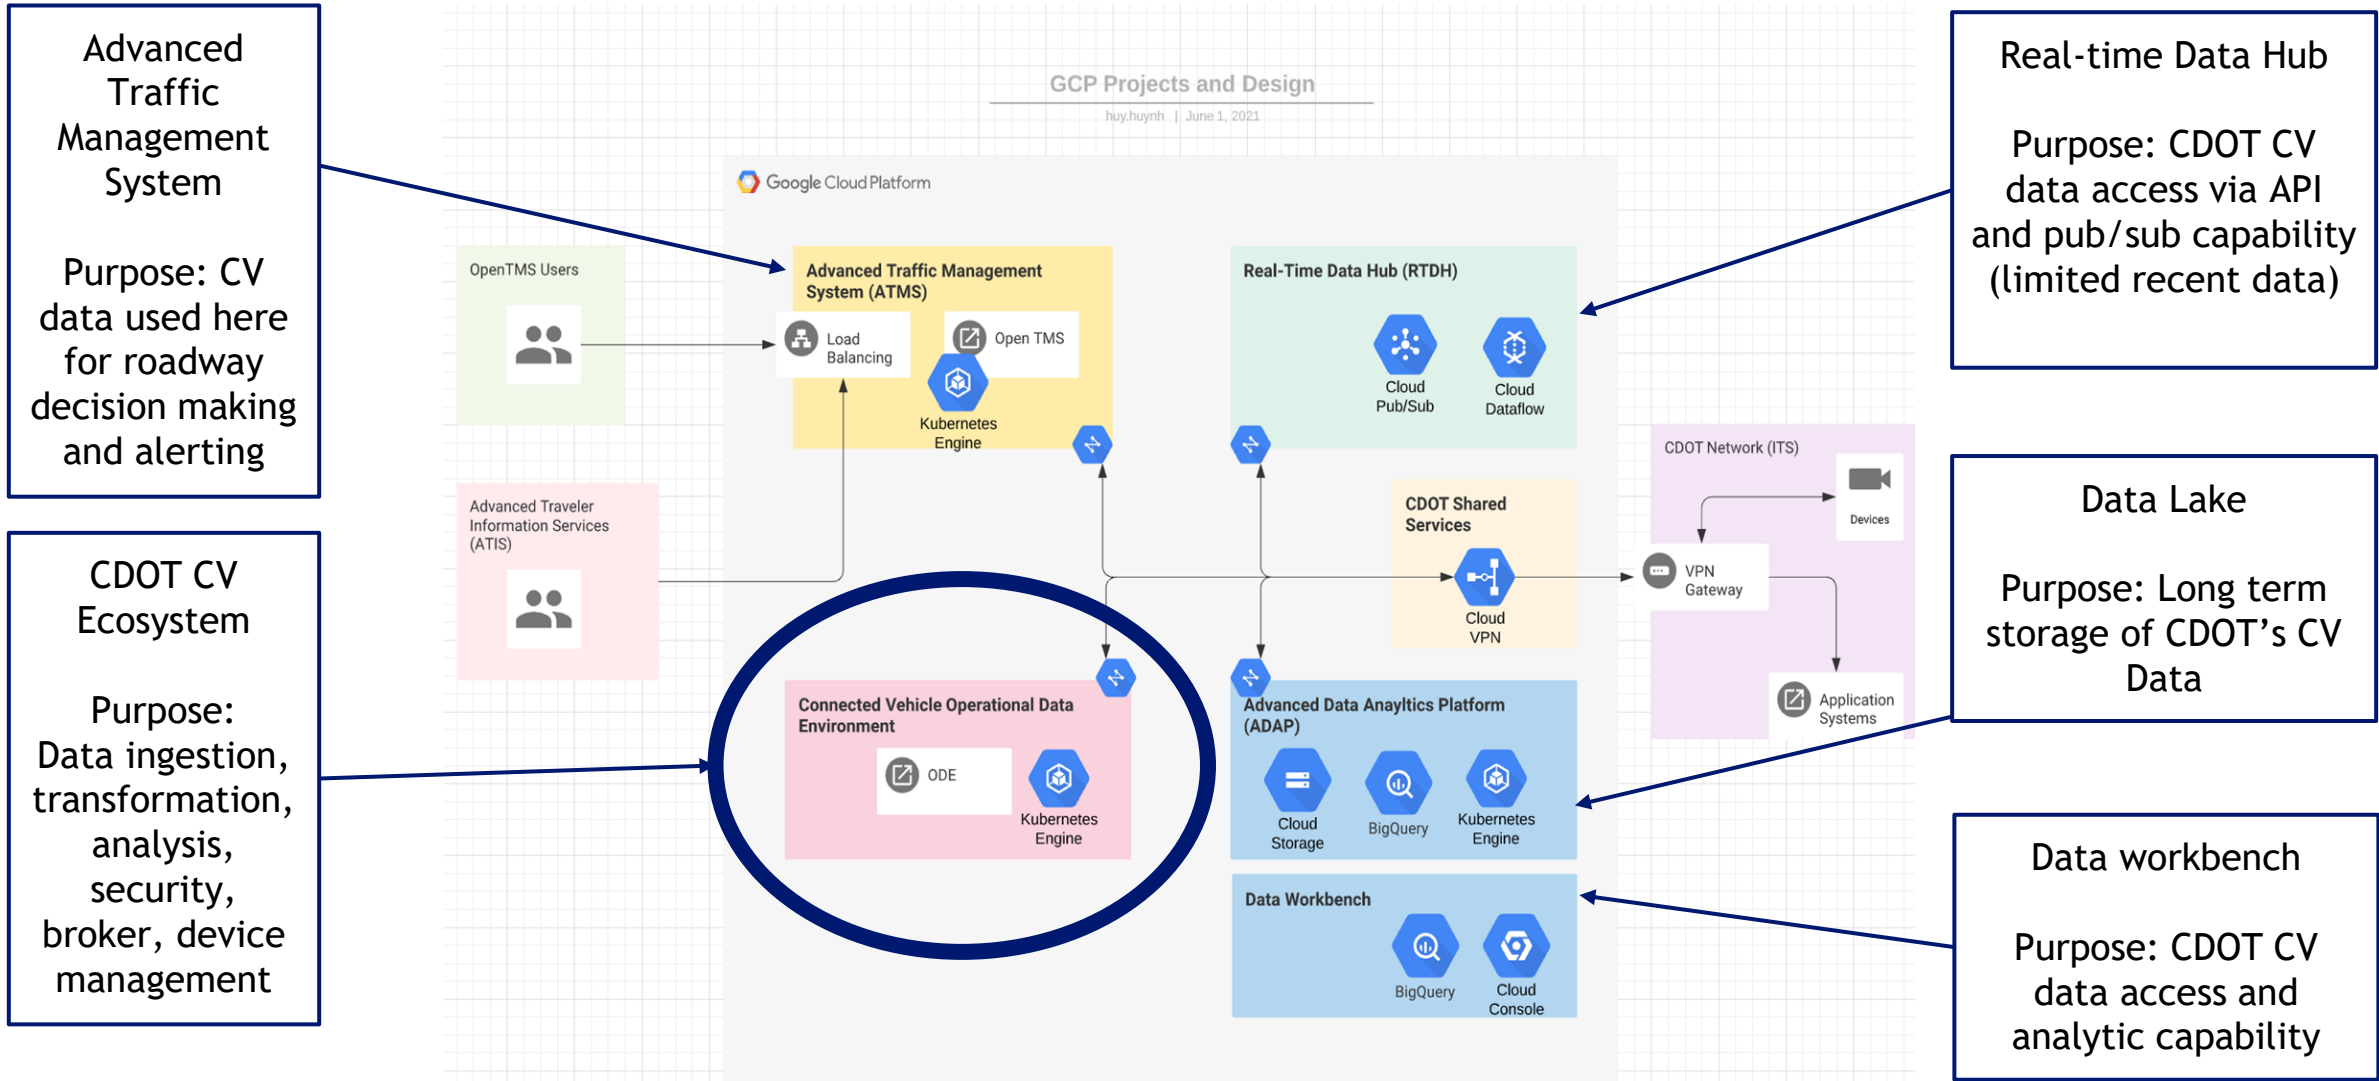 Advanced
Traffic
Management
System
Purpose: CV
data used here
for roadway
decision making
and alerting
CDOT CV
Ecosystem
Purpose:
Data ingestion,
transformation,
analysis,
security,
broker, device
management
GCP Projects and Design
huy.huynh | June 1, 2021
Google Cloud Platform
OpenTMS Users
Advanced Traveler
Information Services
(ATIS)
Advanced Traffic Management
System (ATMS)
Load
Balancing
Open TMS
Kubernetes
Engine
Real-Time Data Hub (RTDH)
Cloud
Pub/Sub
Cloud
Dataflow
CDOT Shared
Services
Cloud
VPN
CDOT Network (ITS)
Devices
VPN
Gateway
Application
Systems
Connected Vehicle Operational Data
Environment
ODE
Kubernetes
Engine
Advanced Data Anayltics Platform
(ADAP)
Cloud
Storage
BigQuery
Kubernetes
Engine
Data Workbench
BigQuery
Cloud
Console
Real-time Data Hub
Purpose: CDOT CV
data access via API
and pub/sub capability
(limited recent data)
Data Lake
Purpose: Long term
storage of CDOT’s CV
Data
Data workbench
Purpose: CDOT CV
data access and
analytic capability